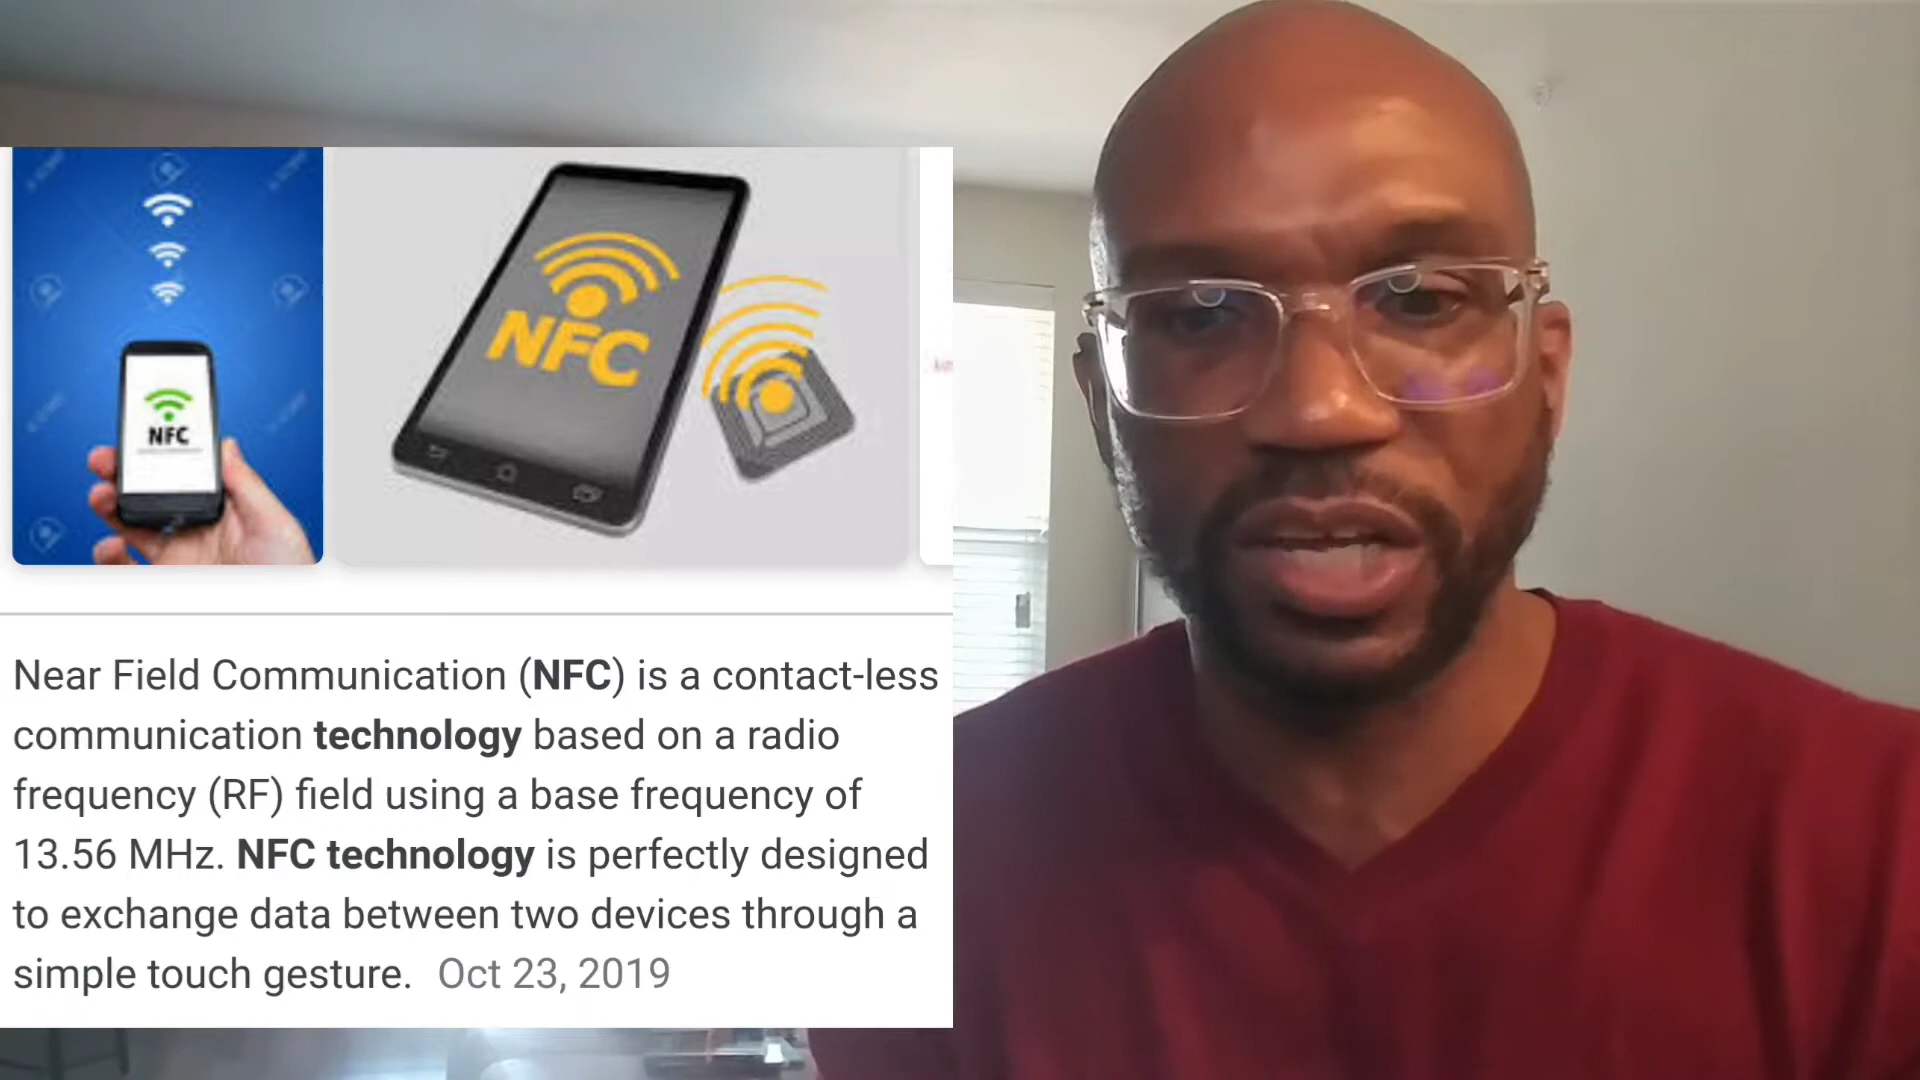 NFC
NFC
Near Field Communication (NFC) is a contact-less
communication technology based on a radio
frequency (RF) field using a base frequency of
13.56 MHz. NFC technology is perfectly designed
to exchange data between two devices through a
simple touch gesture. Oct 23, 2019